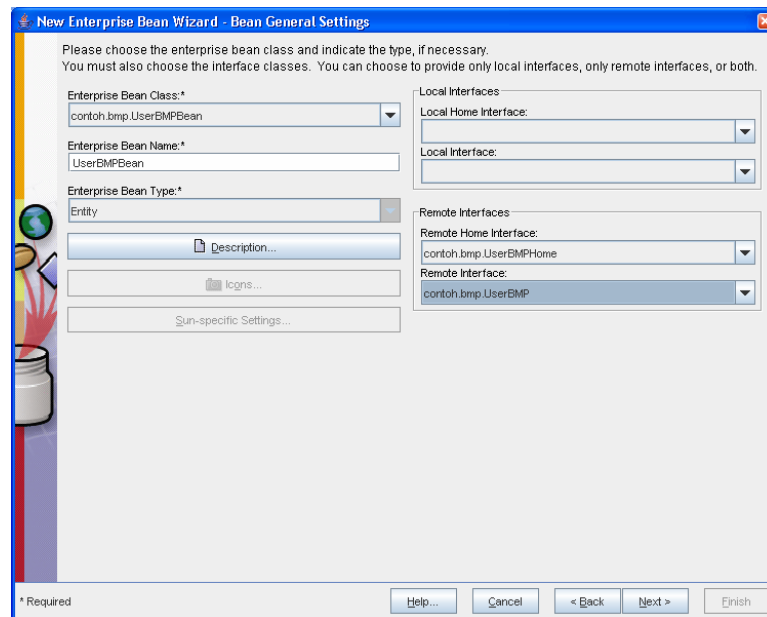 New Enterprise Bean Wizard - Bean General Settings
Please choose the enterprise bean class and indicate the type, if necessary.
You must also choose the interface classes. You can choose to provide only local interfaces, only remote interfaces, or both.
Enterprise Bean Class:*
contoh.bmp.UserBMPBean
Enterprise Bean Name:*
UserBMPBean
Enterprise Bean Type:*
Entity
Description...
Icons...
Sun-specific Settings...
Local Interfaces
Local Home Interface:
Local Interface:
Remote Interfaces
Remote Home Interface:
contoh.bmp.UserBMPHome
Remote Interface:
contoh.bmp.UserBMP
* Required
Help...
Cancel
< Back
Next >
Finish